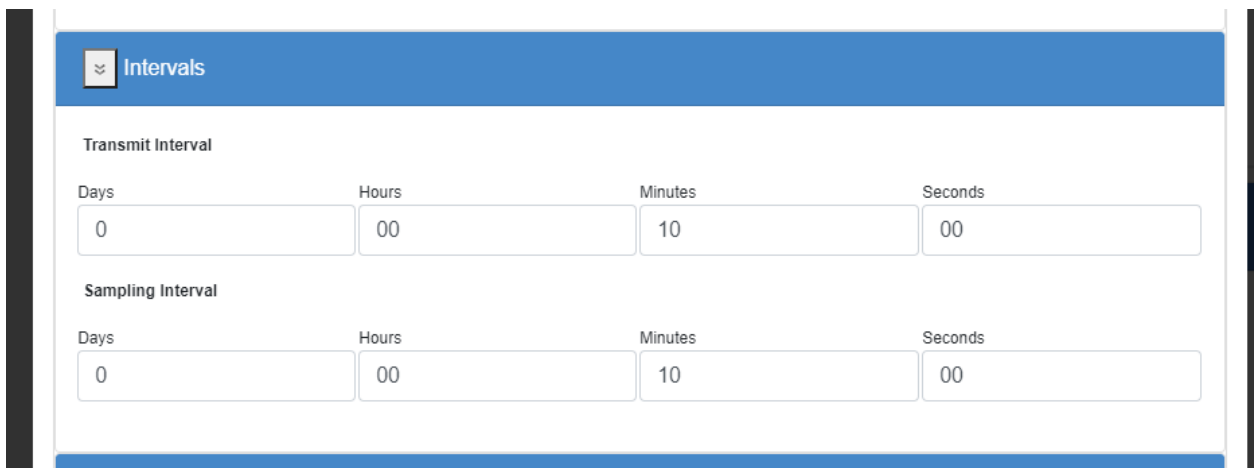 Intervals
Transmit Interval
Days Hours Minutes Seconds
0 00 10 00
Sampling Interval
Days Hours Minutes Seconds
0 00 10 00